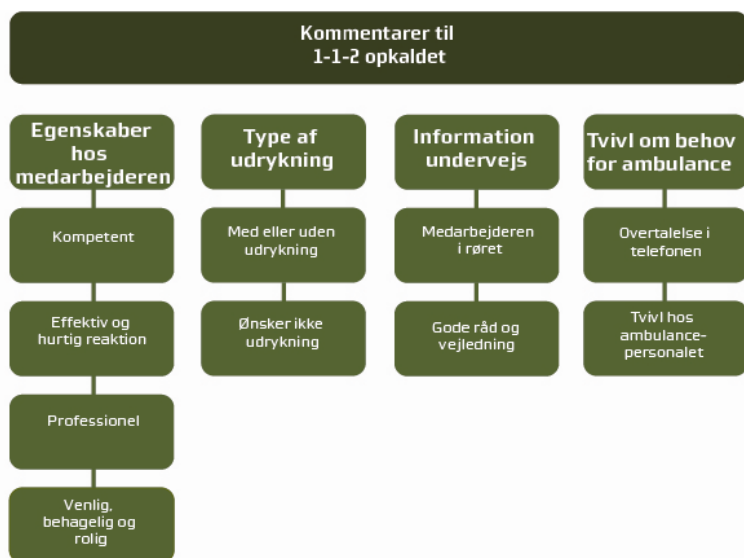 Kommentarer til
1-1-2 opkaldet
Egenskaber
hos
medarbejderen
Kompetent
Effektiv og
hurtig reaktion
Professionel
Venlig,
behagelig og
rolig
Type af
udrykning
Med eller uden
udrykning
Ønsker ikke
udrykning
Information
undervejs
Medarbejderen
i røret
Gode råd og
vejledning
Tvivl om behov
for ambulance
Overtalelse i
telefonen
Tvivl hos
ambulance-
personalet